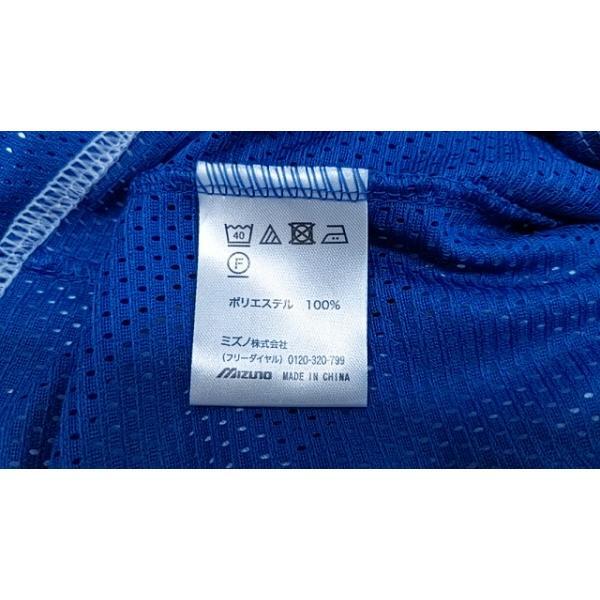 40
F
ポリエステル 100%
ミズノ株式会社
(フリーダイヤル) 0120-320-799
MIZUNO MADE IN CHINA